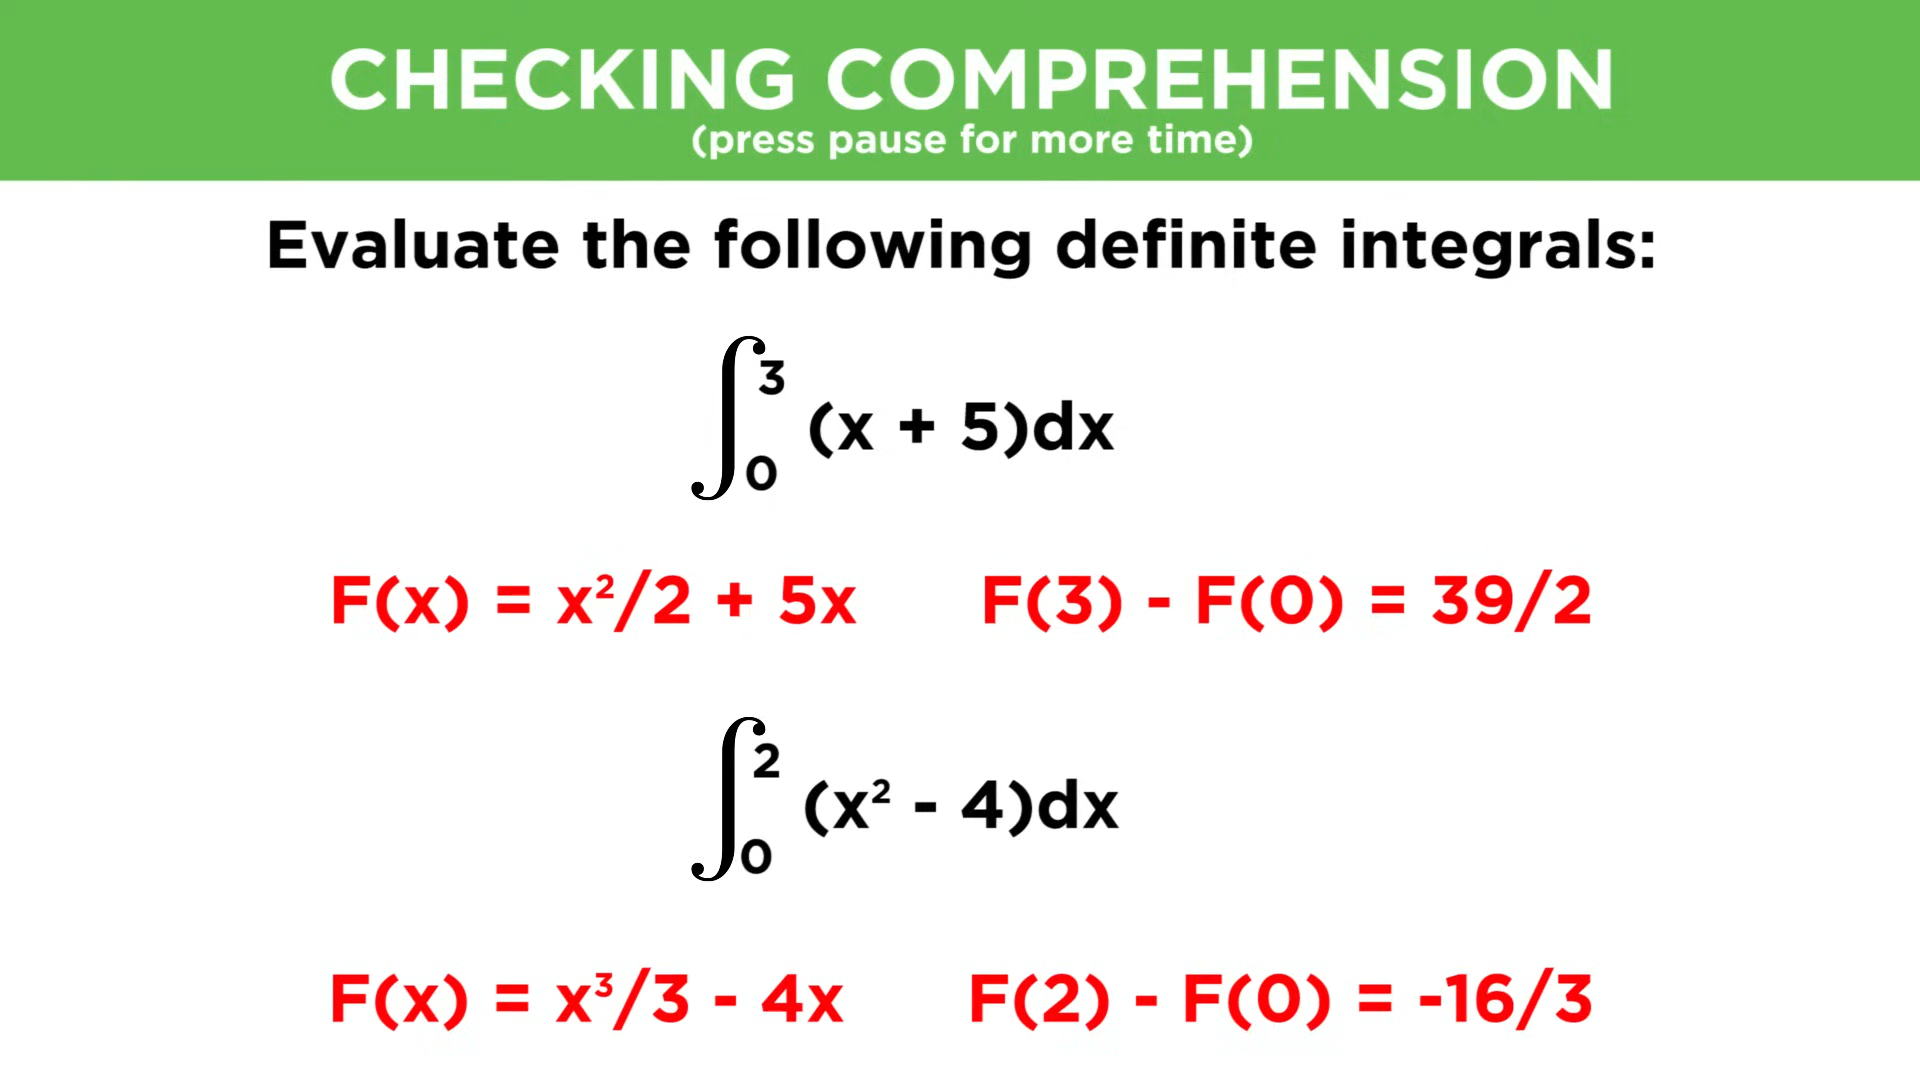 CHECKING COMPREHENSION
(press pause for more time)
Evaluate the following definite integrals:
∫₀³ (x + 5)dx
F(x) = x²/2 + 5x F(3) - F(0) = 39/2
∫₀² (x² - 4)dx
F(x) = x³/3 - 4x F(2) - F(0) = -16/3